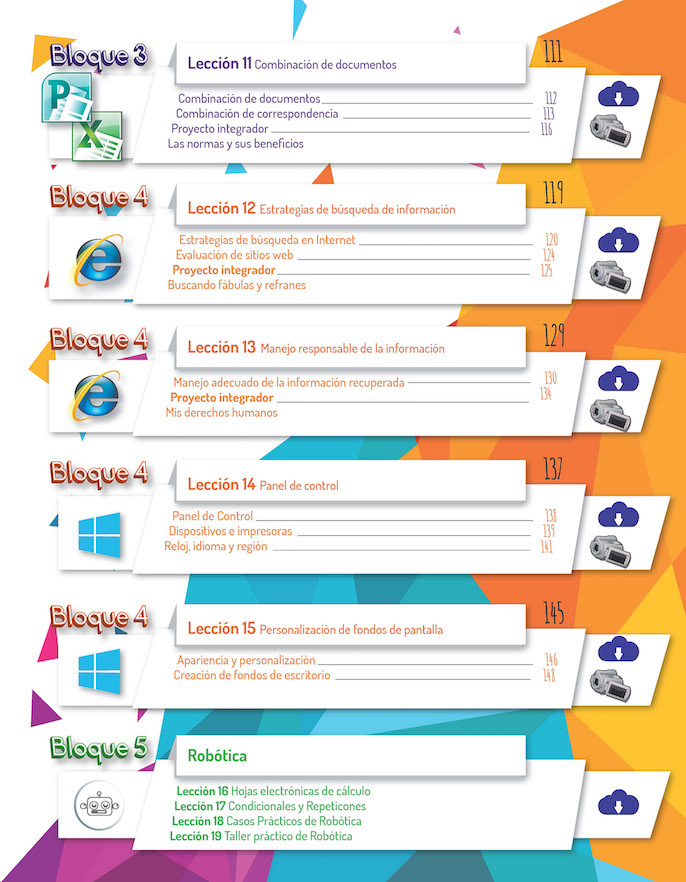 Bloque 3
Lección 11 Combinación de documentos 111
Combinación de documentos 112
Combinación de correspondencia 113
Proyecto integrador 116
Las normas y sus beneficios
Bloque 4
Lección 12 Estrategias de búsqueda de información 119
Estrategias de búsqueda en Internet 120
Evaluación de sitios web 124
Proyecto integrador 125
Buscando fábulas y refranes
Bloque 4
Lección 13 Manejo responsable de la información 129
Manejo adecuado de la información recuperada 130
Proyecto integrador 134
Mis derechos humanos
Bloque 4
Lección 14 Panel de control 137
Panel de Control 138
Dispositivos e impresoras 139
Reloj, idioma y región 141
Bloque 4
Lección 15 Personalización de fondos de pantalla 145
Apariencia y personalización 146
Creación de fondos de escritorio 148
Bloque 5
Robótica
Lección 16 Hojas electrónicas de cálculo
Lección 17 Condicionales y Repeticones
Lección 18 Casos Prácticos de Robótica
Lección 19 Taller práctico de Robótica